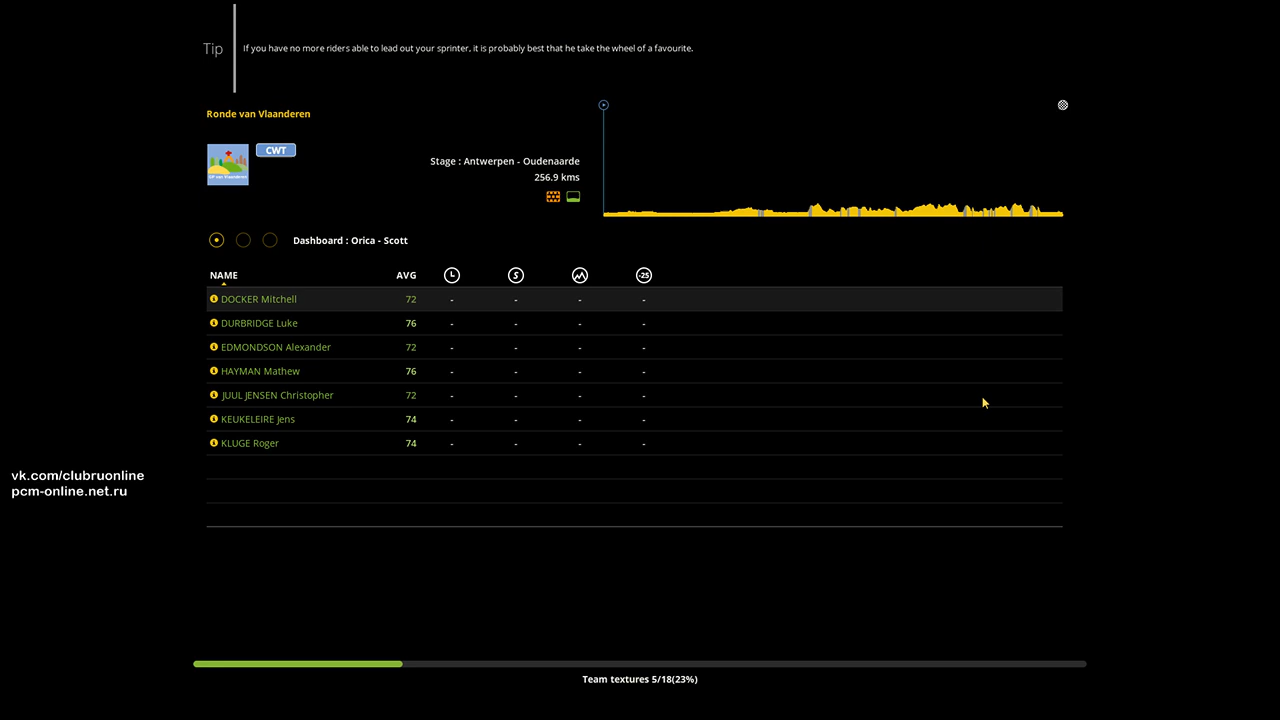 Tip
If you have no more riders able to lead out your sprinter, it is probably best that he take the wheel of a favourite.
Ronde van Vlaanderen
CWT
Stage : Antwerpen - Oudenaarde
256.9 kms
Dashboard : Orica - Scott
NAME AVG S -25
DOCKER Mitchell 72 - - - -
DURBRIDGE Luke 76 - - - -
EDMONDSON Alexander 72 - - - -
HAYMAN Mathew 76 - - - -
JUUL JENSEN Christopher 72 - - - -
KEUKELEIRE Jens 74 - - - -
KLUGE Roger 74 - - - -
vk.com/clubruonline
pcm-online.net.ru
Team textures 5/18(23%)